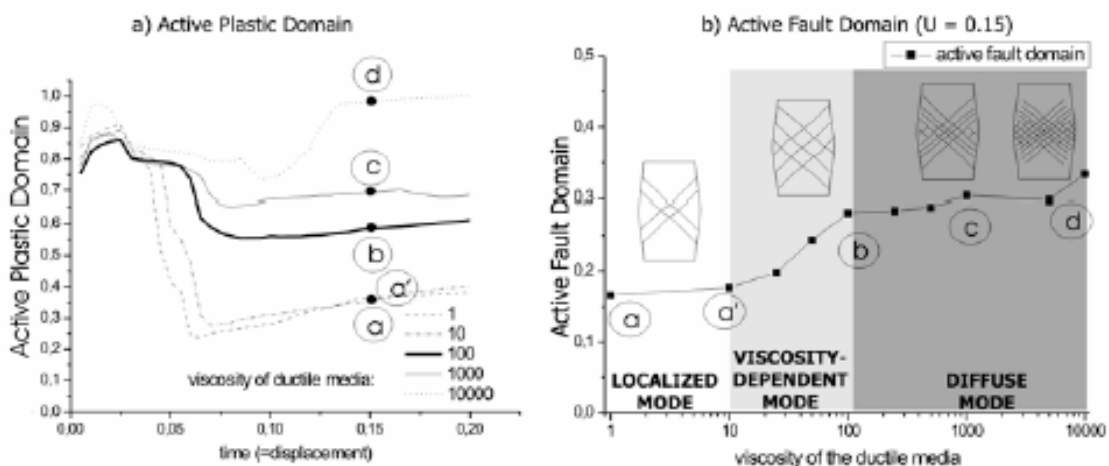 a) Active Plastic Domain
Active Plastic Domain
1,0
0,9
0,8
0,7
0,6
0,5
0,4
0,3
0,2
0,1
0,0
d
c
b
a'
a
1
10
100
1000
10000
viscosity of ductile media:
0,00
0,05
0,10
0,15
0,20
time (=displacement)
b) Active Fault Domain (U = 0.15)
active fault domain
Active Fault Domain
0,5
0,4
0,3
0,2
0,1
0,0
a
a'
b
c
d
LOCALIZED
MODE
VISCOSITY-
DEPENDENT
MODE
DIFFUSE
MODE
1
10
100
1000
10000
viscosity of the ductile media